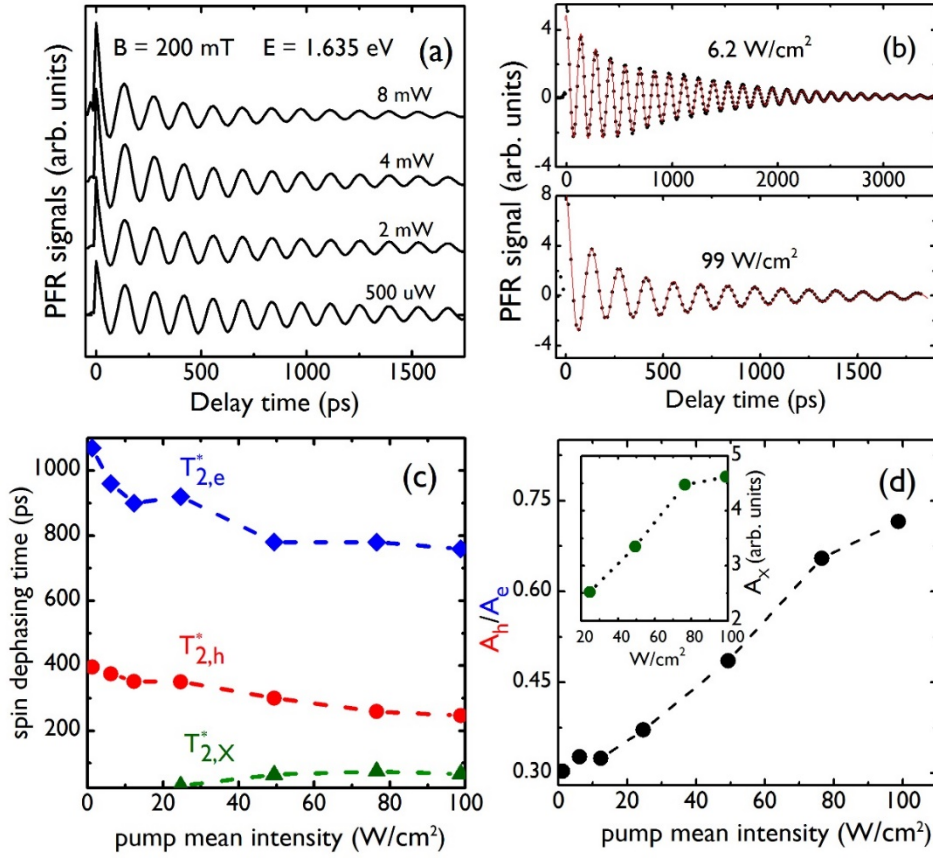 B = 200 mT E = 1.635 eV (a)
8 mW
4 mW
2 mW
500 uW
PFR signals (arb. units)
0 500 1000 1500
Delay time (ps)
(b)
6.2 W/cm²
4
0
-4
0 500 1000 1500 2000 3000
99 W/cm²
8
4
0
-4
0 500 1000 1500
PFR signal (arb. units)
Delay time (ps)
(c)
T*2,e
T*2,h
T*2,X
1000
800
600
400
200
spin dephasing time (ps)
0 20 40 60 80 100
pump mean intensity (W/cm²)
(d)
Ah/Ae
0.75
0.60
0.45
0.30
5
4
3
2
AX (arb. units)
20 40 60 80 100
W/cm²
0 20 40 60 80 100
pump mean intensity (W/cm²)